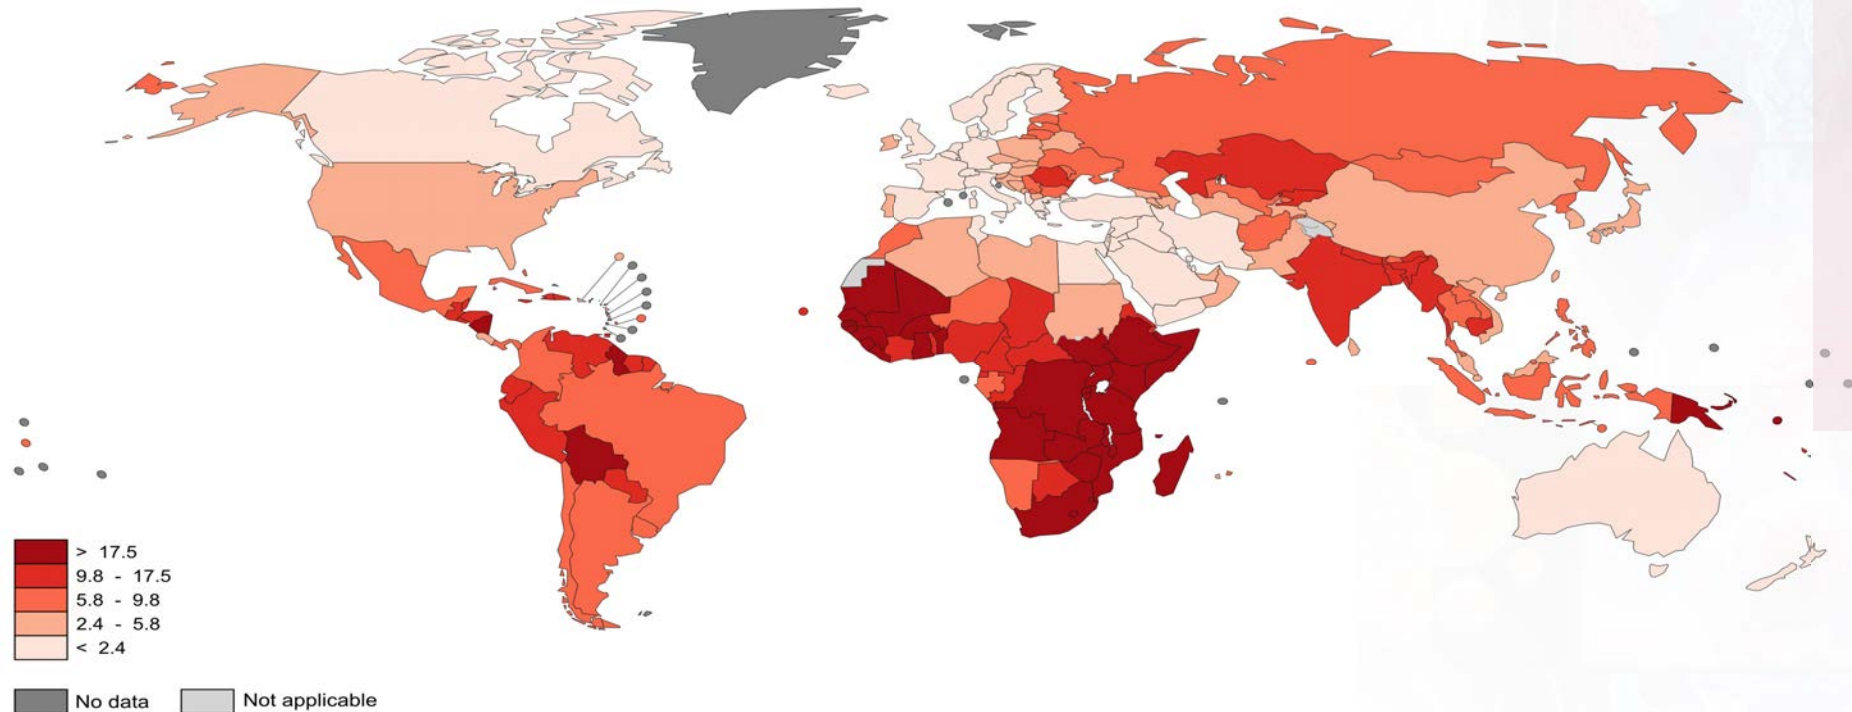 > 17.5
9.8 - 17.5
5.8 - 9.8
2.4 - 5.8
< 2.4
No data
Not applicable